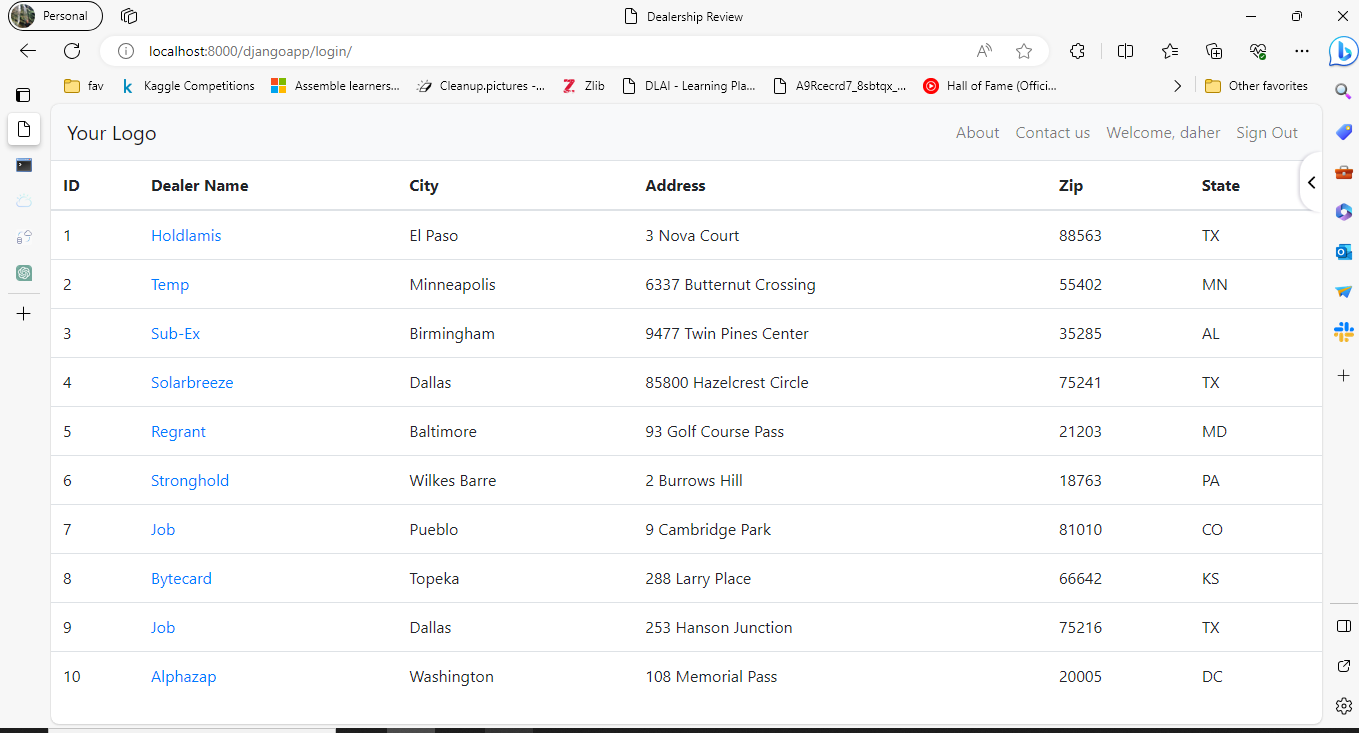 Personal
Dealership Review
localhost:8000/djangoapp/login/
fav Kaggle Competitions Assemble learners... Cleanup.pictures -... Zlib DLAI - Learning Pla... A9Rcecrd7_8sbtqx_... Hall of Fame (Offici... Other favorites
Your Logo About Contact us Welcome, daher Sign Out
ID Dealer Name City Address Zip State
1 Holdlamis El Paso 3 Nova Court 88563 TX
2 Temp Minneapolis 6337 Butternut Crossing 55402 MN
3 Sub-Ex Birmingham 9477 Twin Pines Center 35285 AL
4 Solarbreeze Dallas 85800 Hazelcrest Circle 75241 TX
5 Regrant Baltimore 93 Golf Course Pass 21203 MD
6 Stronghold Wilkes Barre 2 Burrows Hill 18763 PA
7 Job Pueblo 9 Cambridge Park 81010 CO
8 Bytecard Topeka 288 Larry Place 66642 KS
9 Job Dallas 253 Hanson Junction 75216 TX
10 Alphazap Washington 108 Memorial Pass 20005 DC